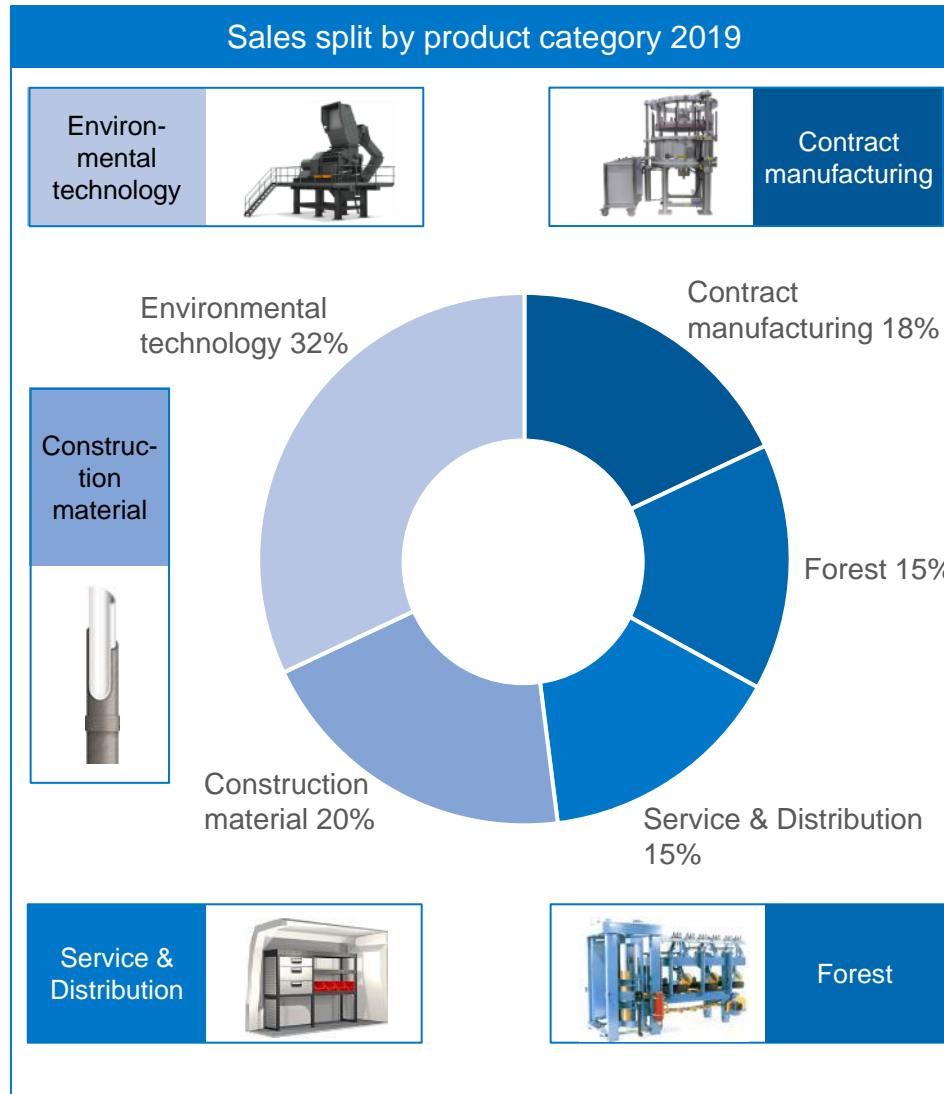 Sales split by product category 2019
Environ-
mental
technology
Contract
manufacturing
Environmental
technology 32%
Contract
manufacturing 18%
Construc-
tion
material
Forest 15%
Construction
material 20%
Service & Distribution
15%
Service &
Distribution
Forest